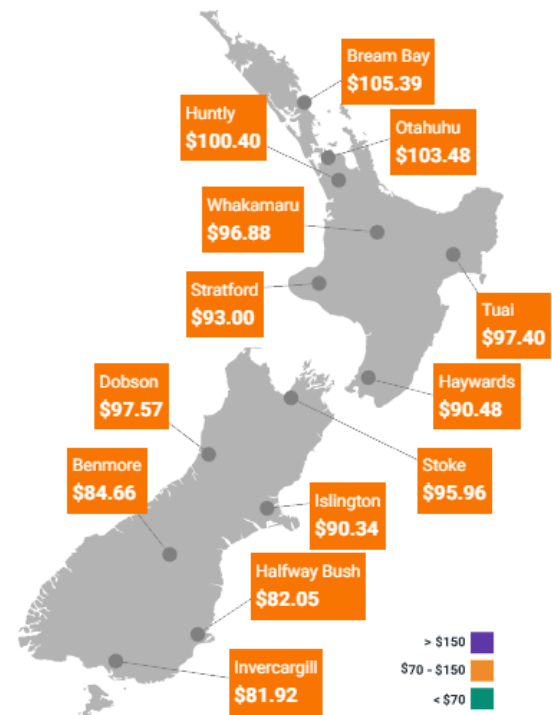 Bream Bay
$105.39
Huntly
$100.40
Otahuhu
$103.48
Whakamaru
$96.88
Stratford
$93.00
Tuai
$97.40
Dobson
$97.57
Haywards
$90.48
Benmore
$84.66
Stoke
$95.96
Islington
$90.34
Halfway Bush
$82.05
Invercargill
$81.92
> $150
$70 - $150
< $70